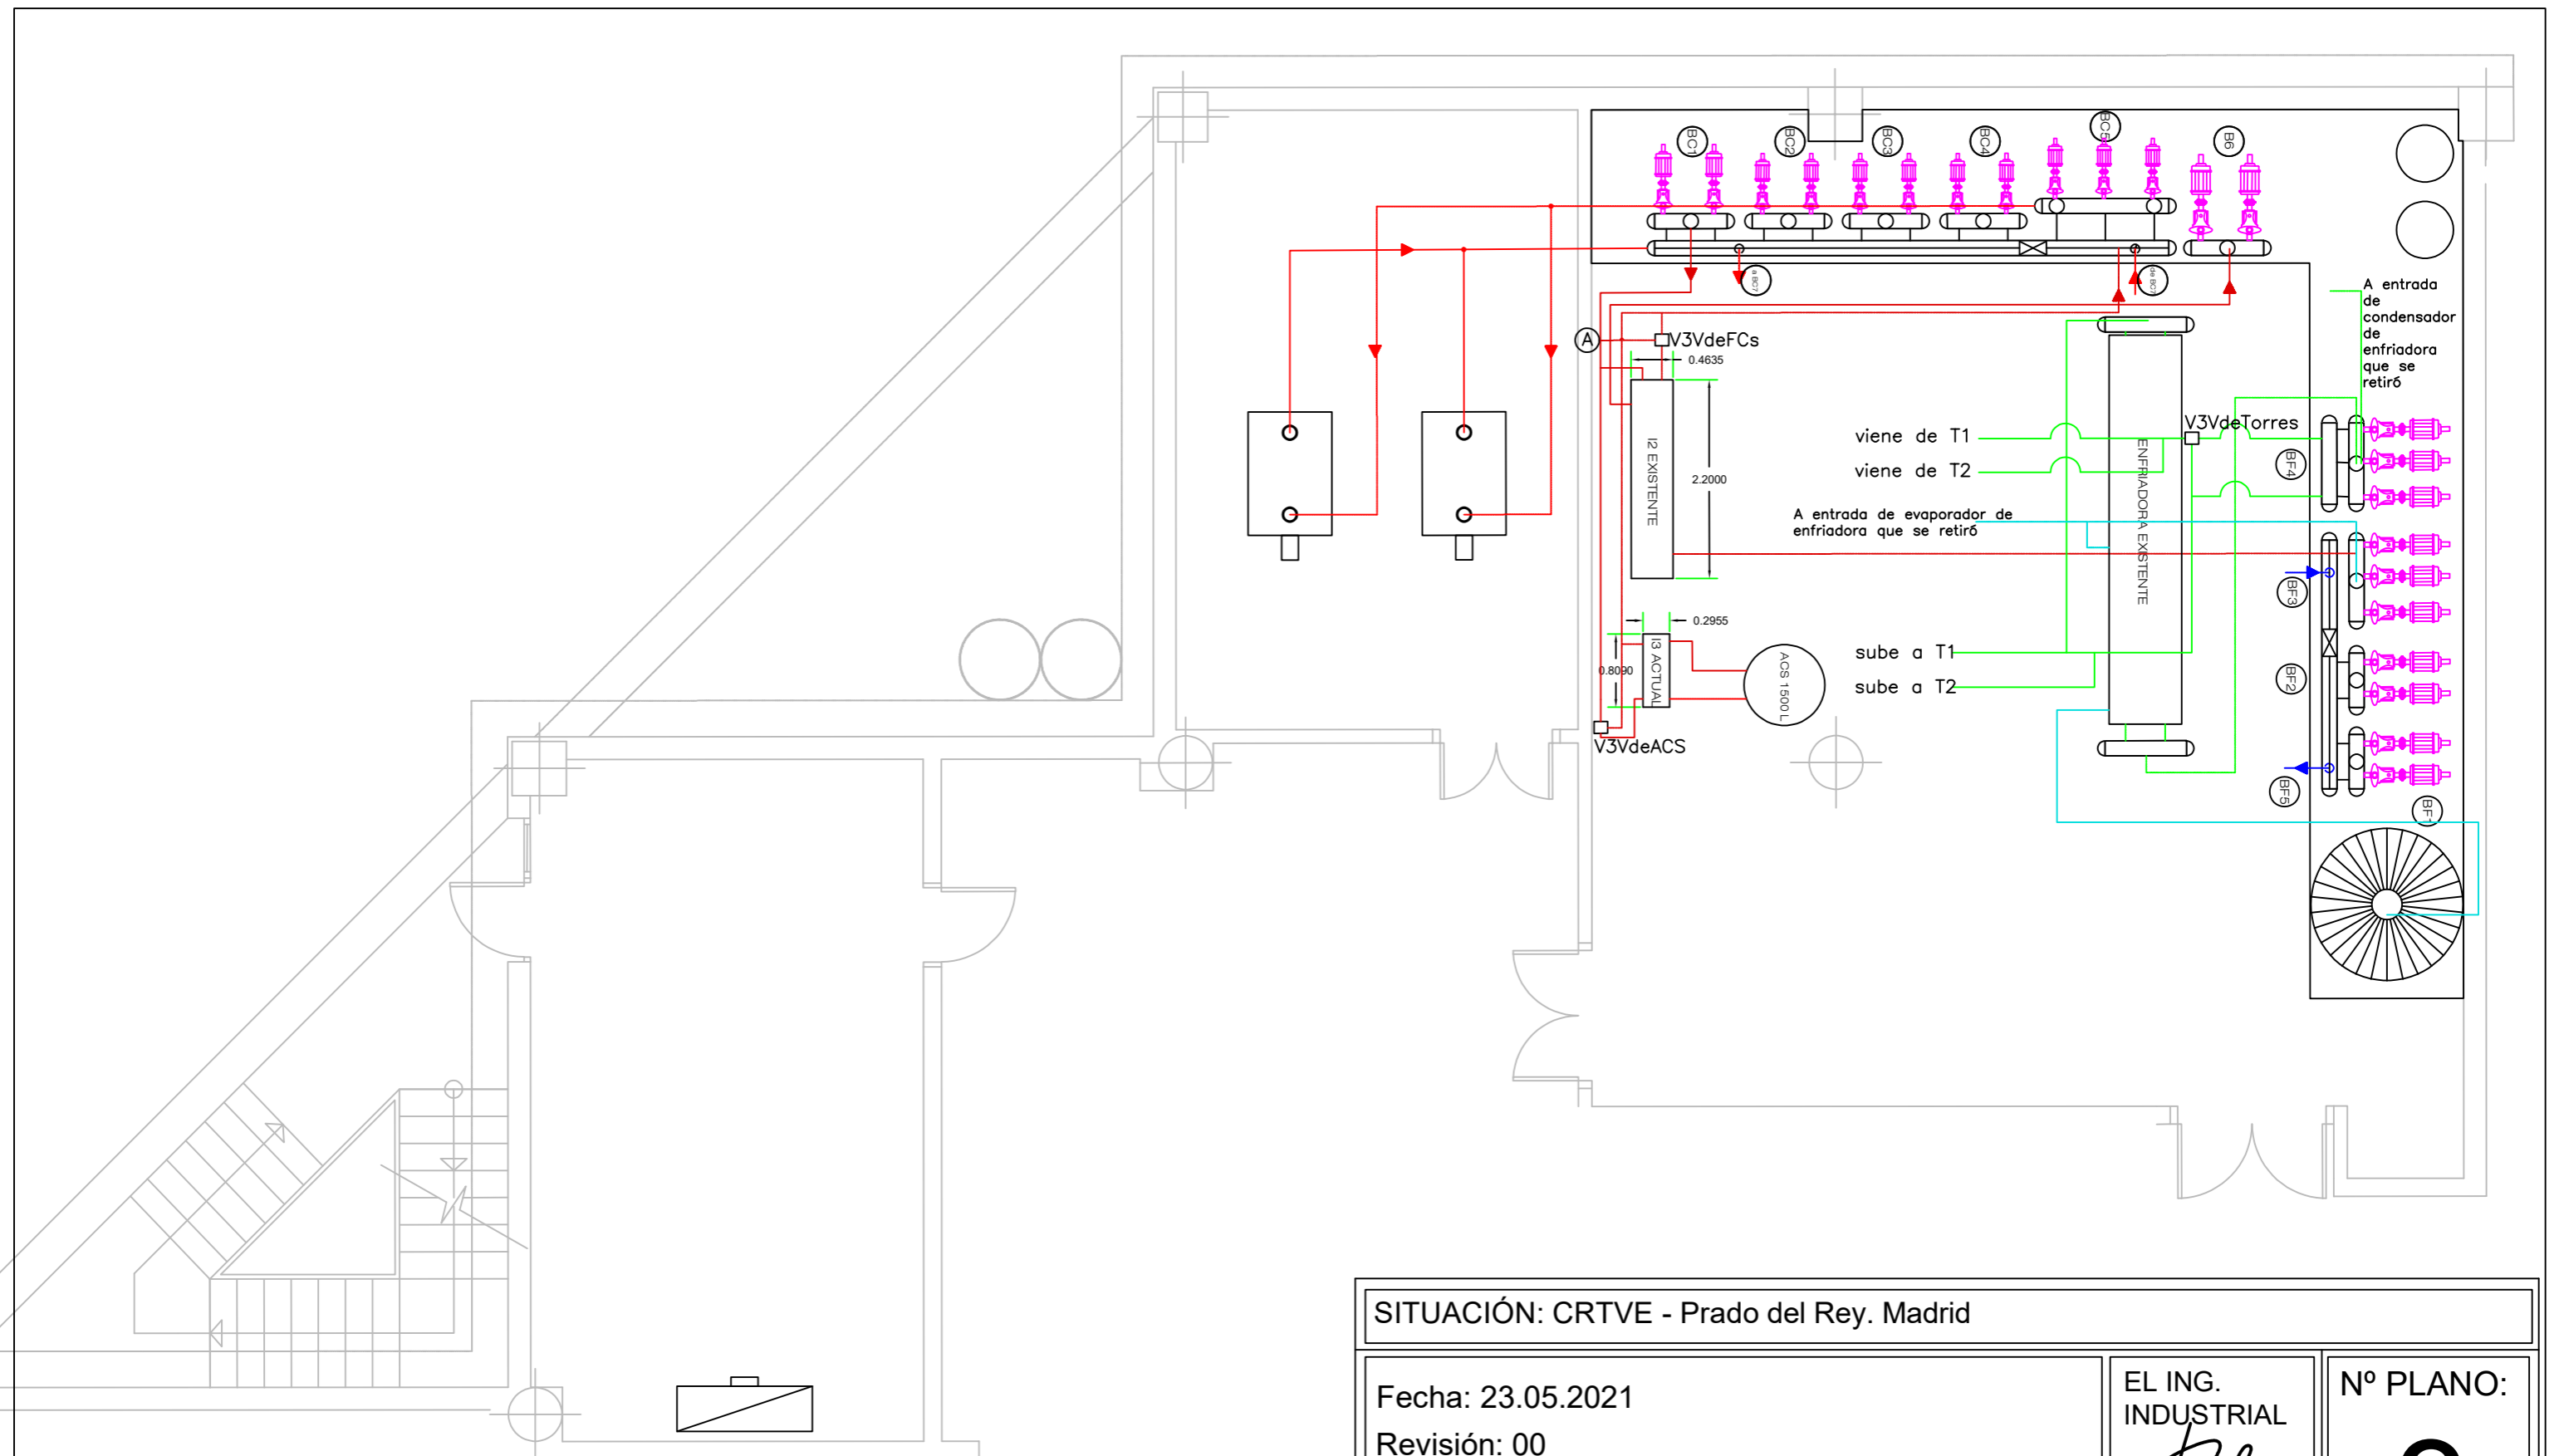 BC1
BC2
BC3
BC4
BC5
B6
a BC7
de BC7
A entrada
de
condensador
de
enfriadora
que se
retiró
A
V3VdeFCs
0.4635
I2 EXISTENTE
2.2000
viene de T1
viene de T2
V3VdeTorres
ENFRIADORA EXISTENTE
BF4
A entrada de evaporador de
enfriadora que se retiró
BF3
0.2955
I3 ACTUAL
0.8090
ACS 1500 L
sube a T1
sube a T2
BF2
V3VdeACS
BF5
BF1
SITUACIÓN: CRTVE - Prado del Rey. Madrid
Fecha: 23.05.2021
Revisión: 00
EL ING.
INDUSTRIAL
Nº PLANO: